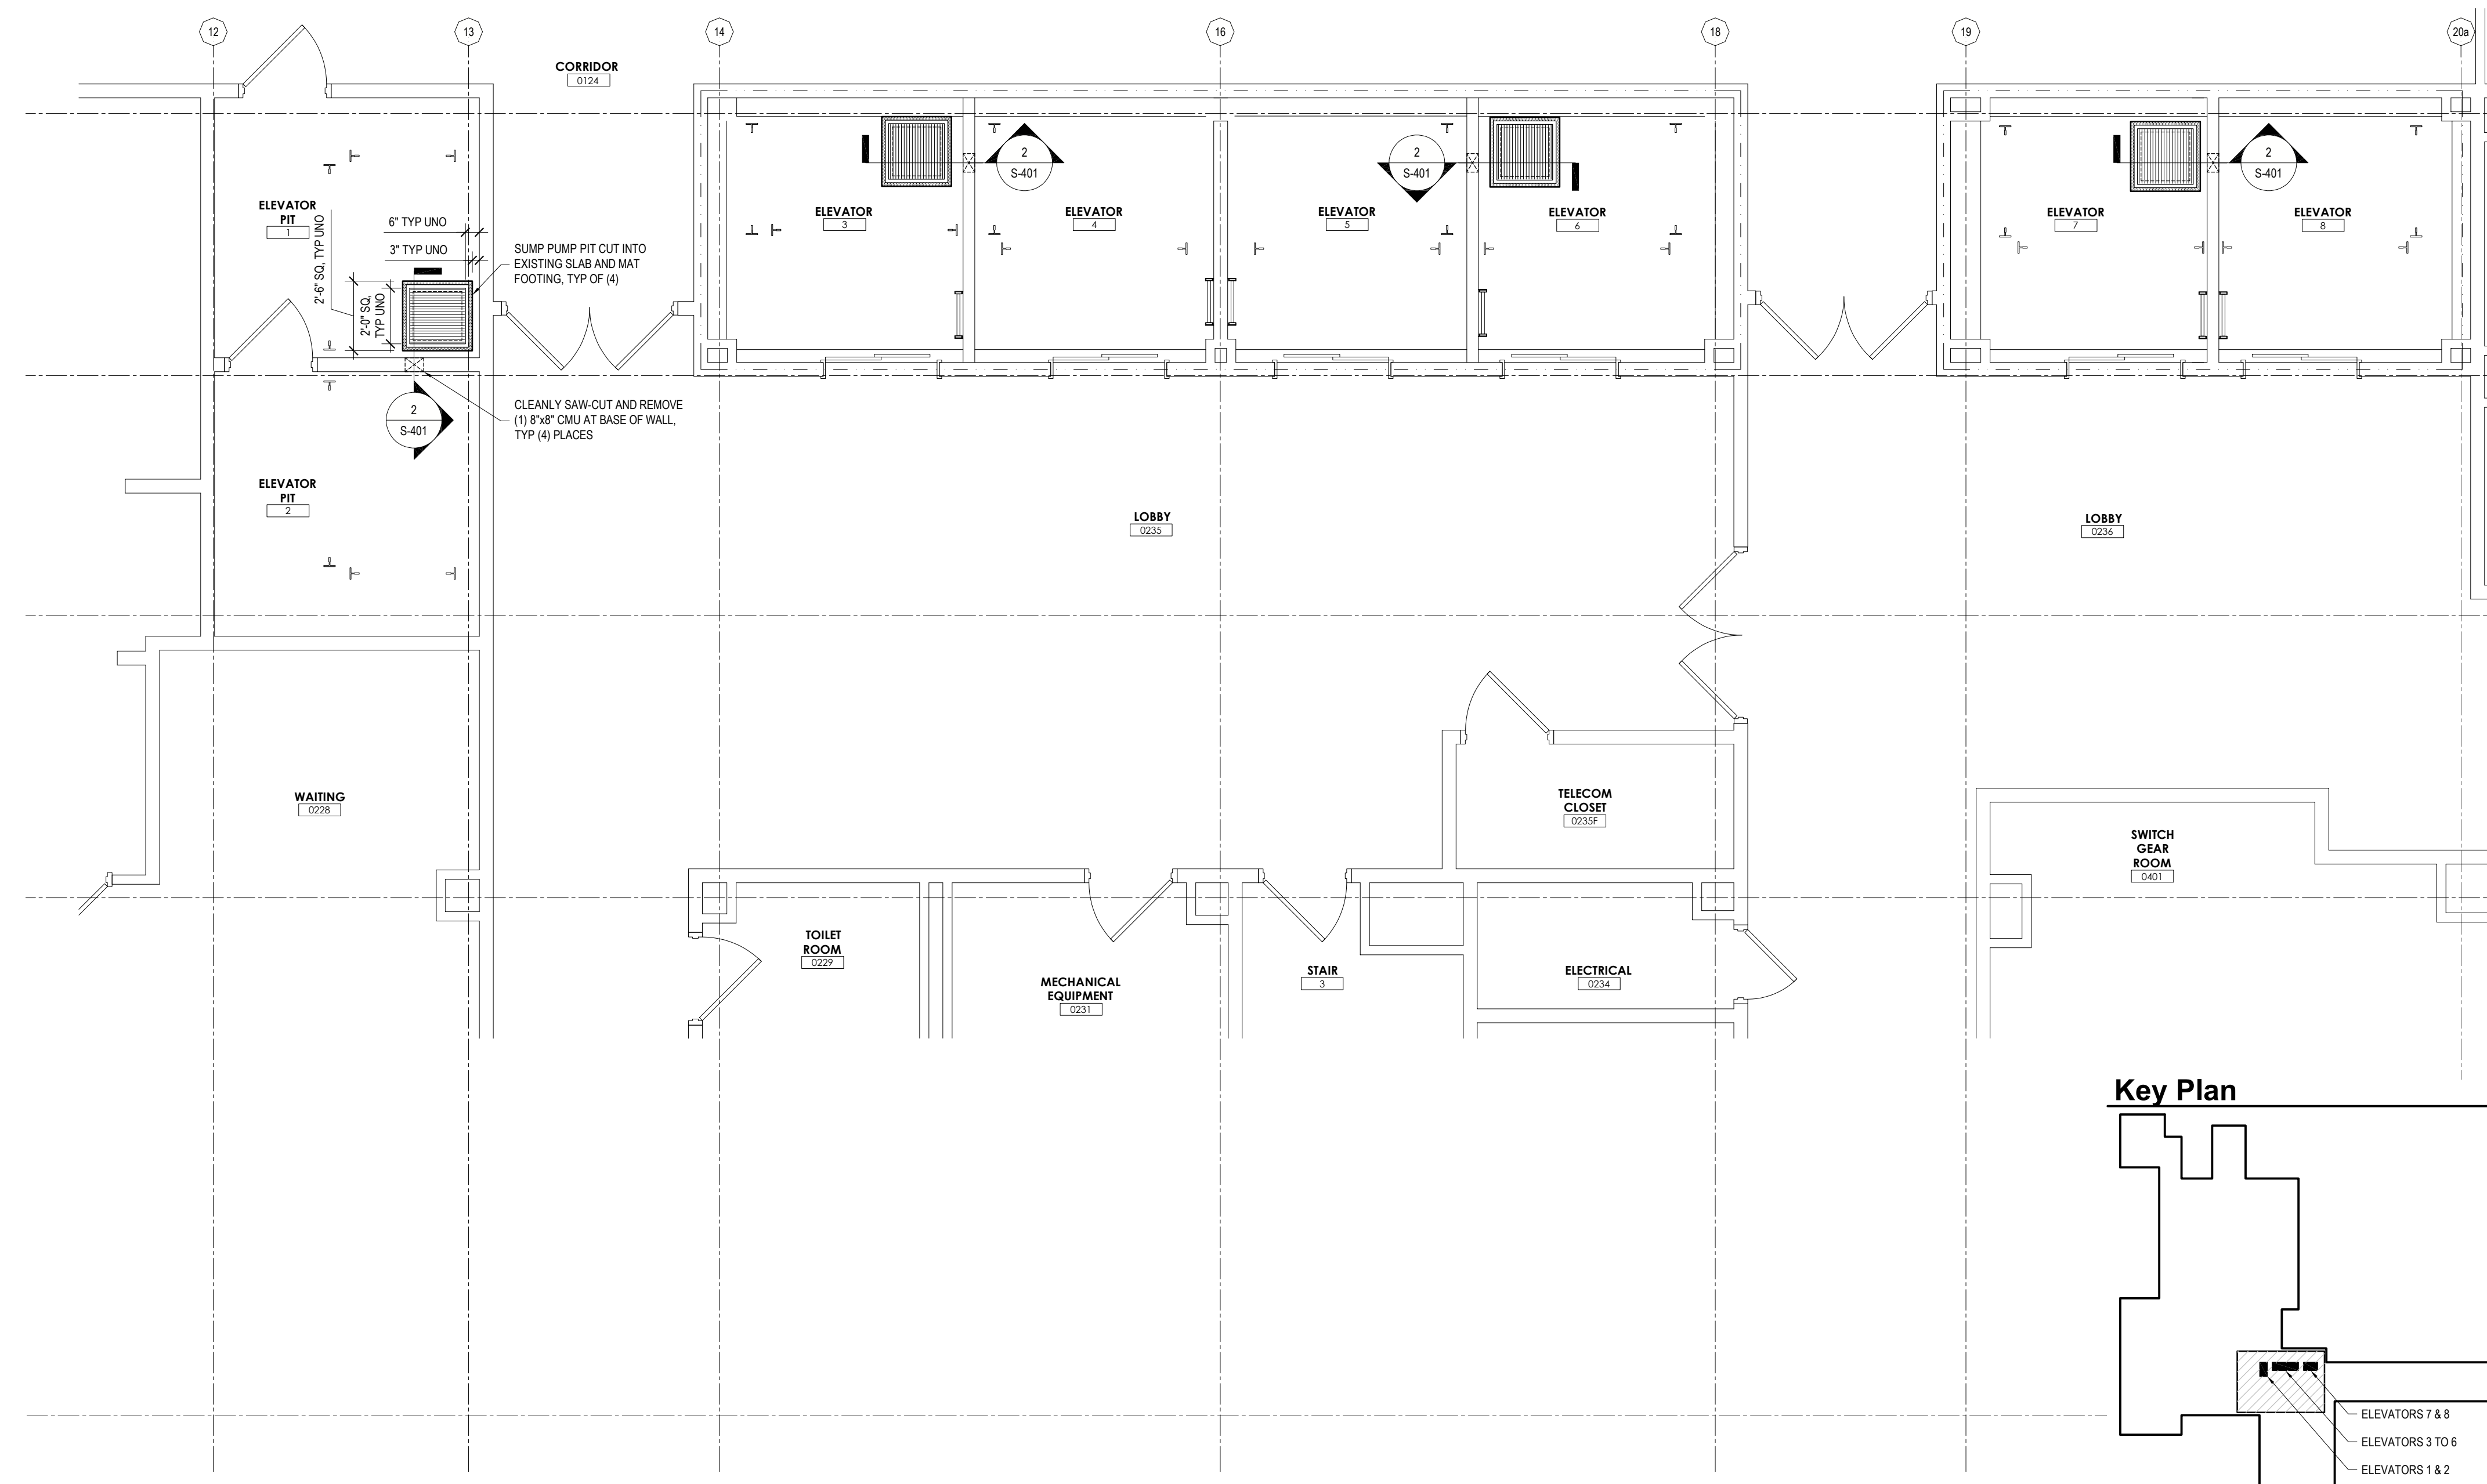 12
13
14
16
18
19
20a
CORRIDOR
0124
ELEVATOR
PIT
1
2'-6" SQ, TYP UNO
6" TYP UNO
3" TYP UNO
2'-0" SQ,
TYP UNO
SUMP PUMP PIT CUT INTO
EXISTING SLAB AND MAT
FOOTING, TYP OF (4)
ELEVATOR
3
2
S-401
ELEVATOR
4
ELEVATOR
5
2
S-401
ELEVATOR
6
ELEVATOR
7
2
S-401
ELEVATOR
8
2
S-401
CLEANLY SAW-CUT AND REMOVE
(1) 8"x8" CMU AT BASE OF WALL,
TYP (4) PLACES
ELEVATOR
PIT
2
LOBBY
0235
LOBBY
0236
WAITING
0228
TELECOM
CLOSET
0235F
SWITCH
GEAR
ROOM
0401
TOILET
ROOM
0229
MECHANICAL
EQUIPMENT
0231
STAIR
3
ELECTRICAL
0234
Key Plan
ELEVATORS 7 & 8
ELEVATORS 3 TO 6
ELEVATORS 1 & 2